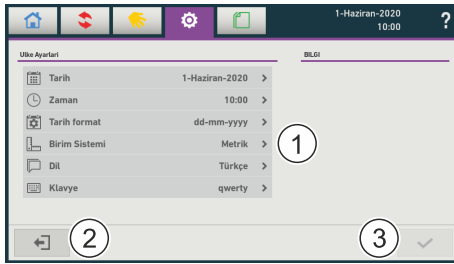 1-Haziran-2020
10:00
?
Ulke Ayarlari
BILGI
Tarih 1-Haziran-2020 >
Zaman 10:00 >
Tarih format dd-mm-yyyy >
Birim Sistemi Metrik >
Dil Türkçe >
Klavye qwerty >
1
2
3